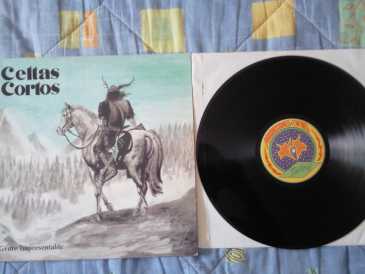 Celtas
Cortos
Gente Impresentable